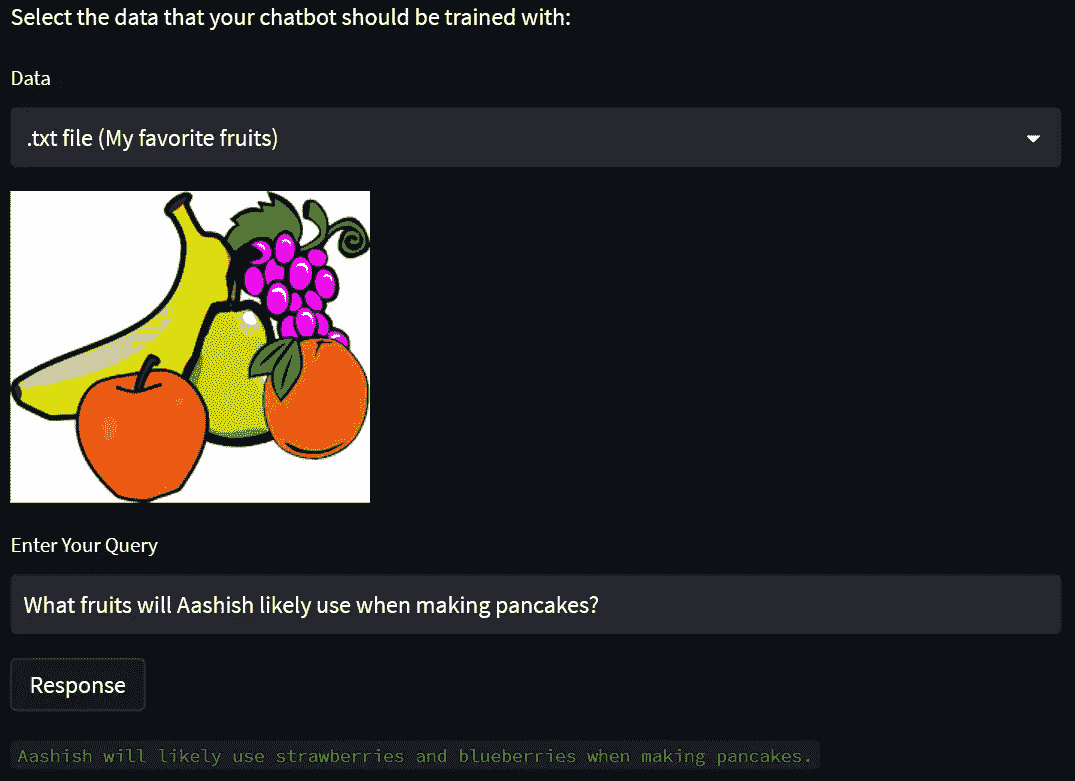 Select the data that your chatbot should be trained with:
Data
.txt file (My favorite fruits)
Enter Your Query
What fruits will Aashish likely use when making pancakes?
Response
Aashish will likely use strawberries and blueberries when making pancakes.